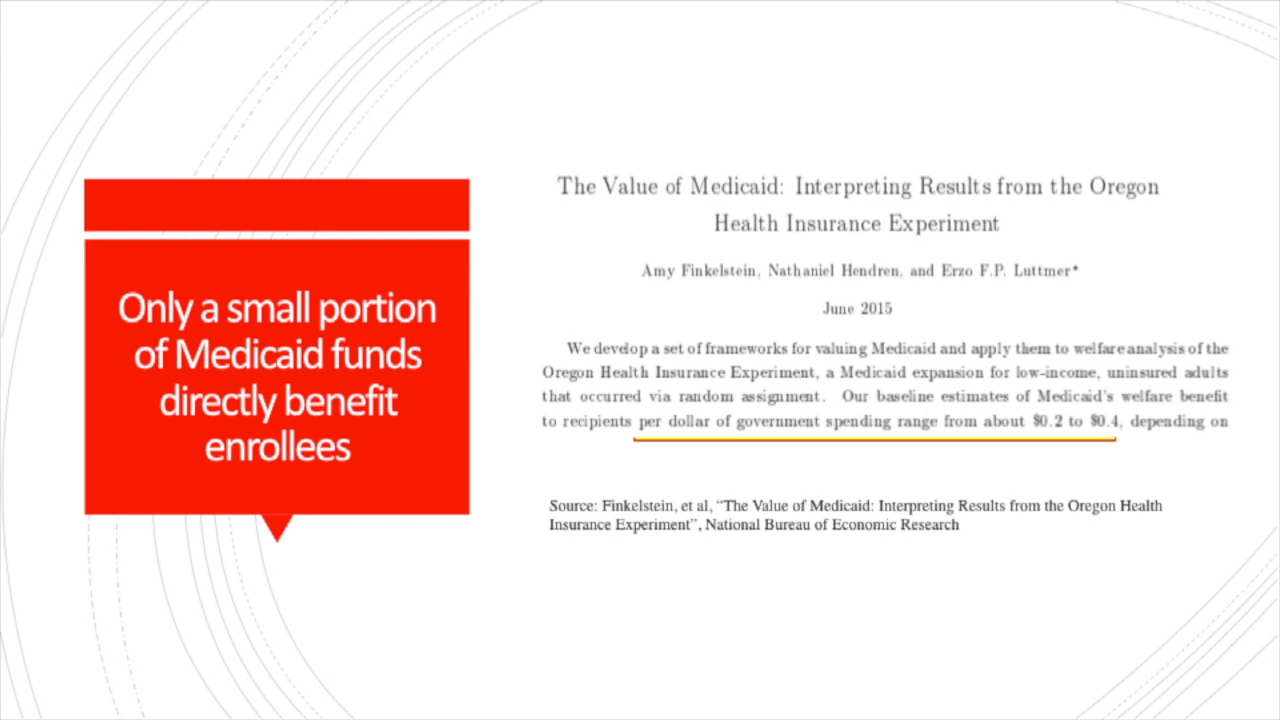 Only a small portion
of Medicaid funds
directly benefit
enrollees
The Value of Medicaid: Interpreting Results from the Oregon
Health Insurance Experiment
Amy Finkelstein, Nathaniel Hendren, and Erzo F.P. Luttmer*
June 2015
We develop a set of frameworks for valuing Medicaid and apply them to welfare analysis of the
Oregon Health Insurance Experiment, a Medicaid expansion for low-income, uninsured adults
that occurred via random assignment. Our baseline estimates of Medicaid's welfare benefit
to recipients per dollar of government spending range from about $0.2 to $0.4, depending on
Source: Finkelstein, et al, “The Value of Medicaid: Interpreting Results from the Oregon Health
Insurance Experiment”, National Bureau of Economic Research